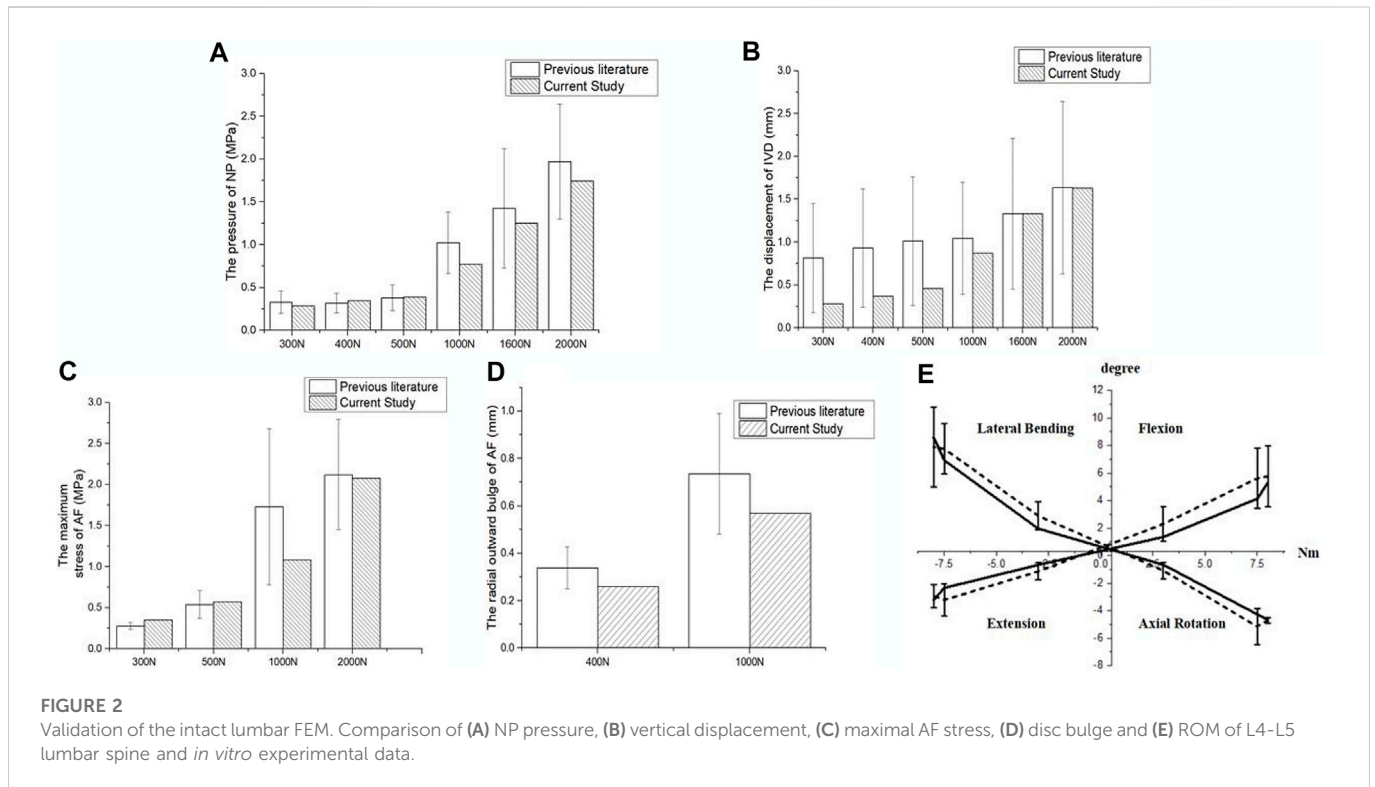 A
The pressure of NP (MPa)
3.0
2.5
2.0
1.5
1.0
0.5
0.0
Previous literature
Current Study
300N 400N 500N 1000N 1600N 2000N
B
The displacement of IVD (mm)
3.0
2.5
2.0
1.5
1.0
0.5
0.0
Previous literature
Current Study
300N 400N 500N 1000N 1600N 2000N
C
The maximum
stress of AF (MPa)
3.0
2.5
2.0
1.5
1.0
0.5
0.0
Previous literature
Current Study
300N 500N 1000N 2000N
D
The radial outward bulge of AF (mm)
1.0
0.8
0.6
0.4
0.2
0.0
Previous literature
Current Study
400N 1000N
E
degree
12
10
8
6
4
2
Lateral Bending Flexion
-7.5 -5.0 -2.5 0.0 2.5 5.0 7.5 Nm
-2
-4
-6
-8
Extension Axial Rotation
FIGURE 2
Validation of the intact lumbar FEM. Comparison of (A) NP pressure, (B) vertical displacement, (C) maximal AF stress, (D) disc bulge and (E) ROM of L4-L5
lumbar spine and in vitro experimental data.